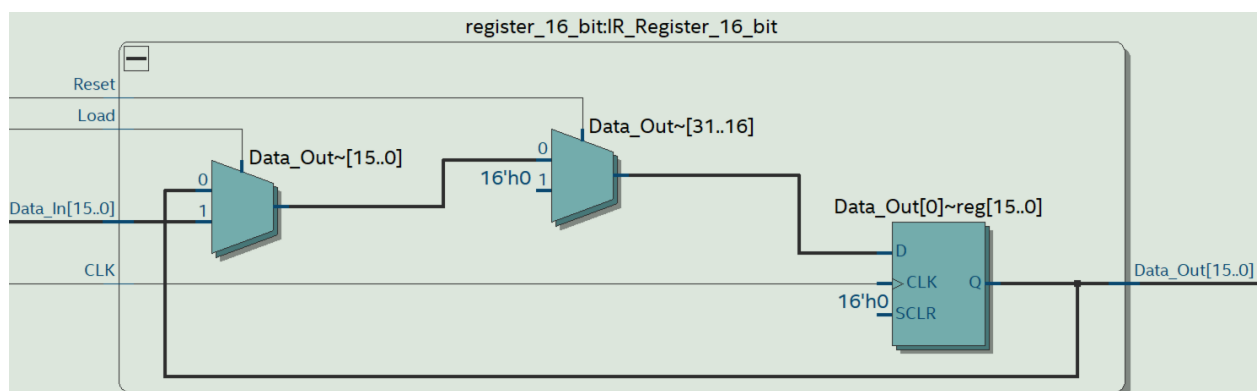 register_16_bit:IR_Register_16_bit
Reset
Load
Data_Out~[31..16]
Data_Out~[15..0]
0
1
16'h0
0
1
Data_In[15..0]
Data_Out[0]~reg[15..0]
D
CLK
CLK
Q
Data_Out[15..0]
16'h0
SCLR